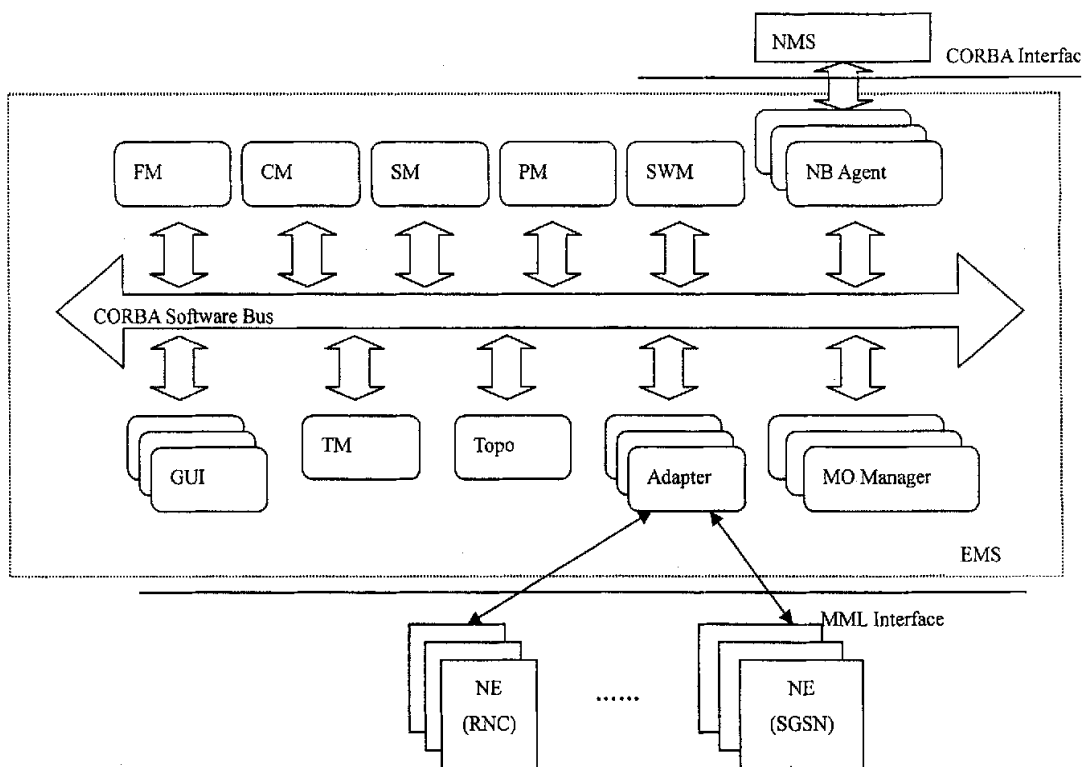 NMS
CORBA Interfac
FM
CM
SM
PM
SWM
NB Agent
CORBA Software Bus
GUI
TM
Topo
Adapter
MO Manager
EMS
MML Interface
NE
(RNC)
......
NE
(SGSN)